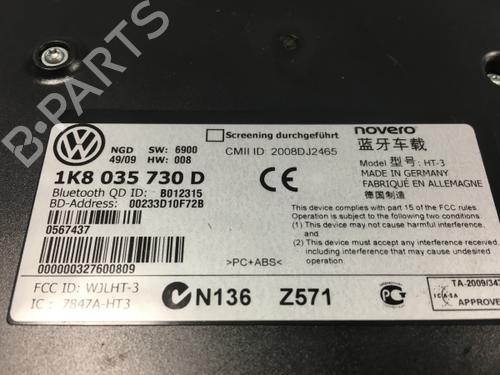 B-PARTS
NGD SW: 6900
49/09 HW: 008
1K8 035 730 D
Bluetooth QD ID: B012315
BD-Address: 00233D10F72B
0567437
000000327600809
FCC ID: WJLHT-3
IC : 7847A-HT3
Screening durchgeführt
CMII ID: 2008DJ2465
CE
>PC+ABS<
N136 Z571
novero
蓝牙车载
Model 型号: HT-3
MADE IN GERMANY
FABRIQUÉ EN ALLEMAGNE
德国制造
This device complies with part 15 of the FCC Rules.
Operation is subject to the following two conditions:
(1) This device may not cause harmful interference,
and
(2) this device must accept any interference received,
including interference that may cause undesired
operation.
ICASA
TA-2009/347
APPROVED